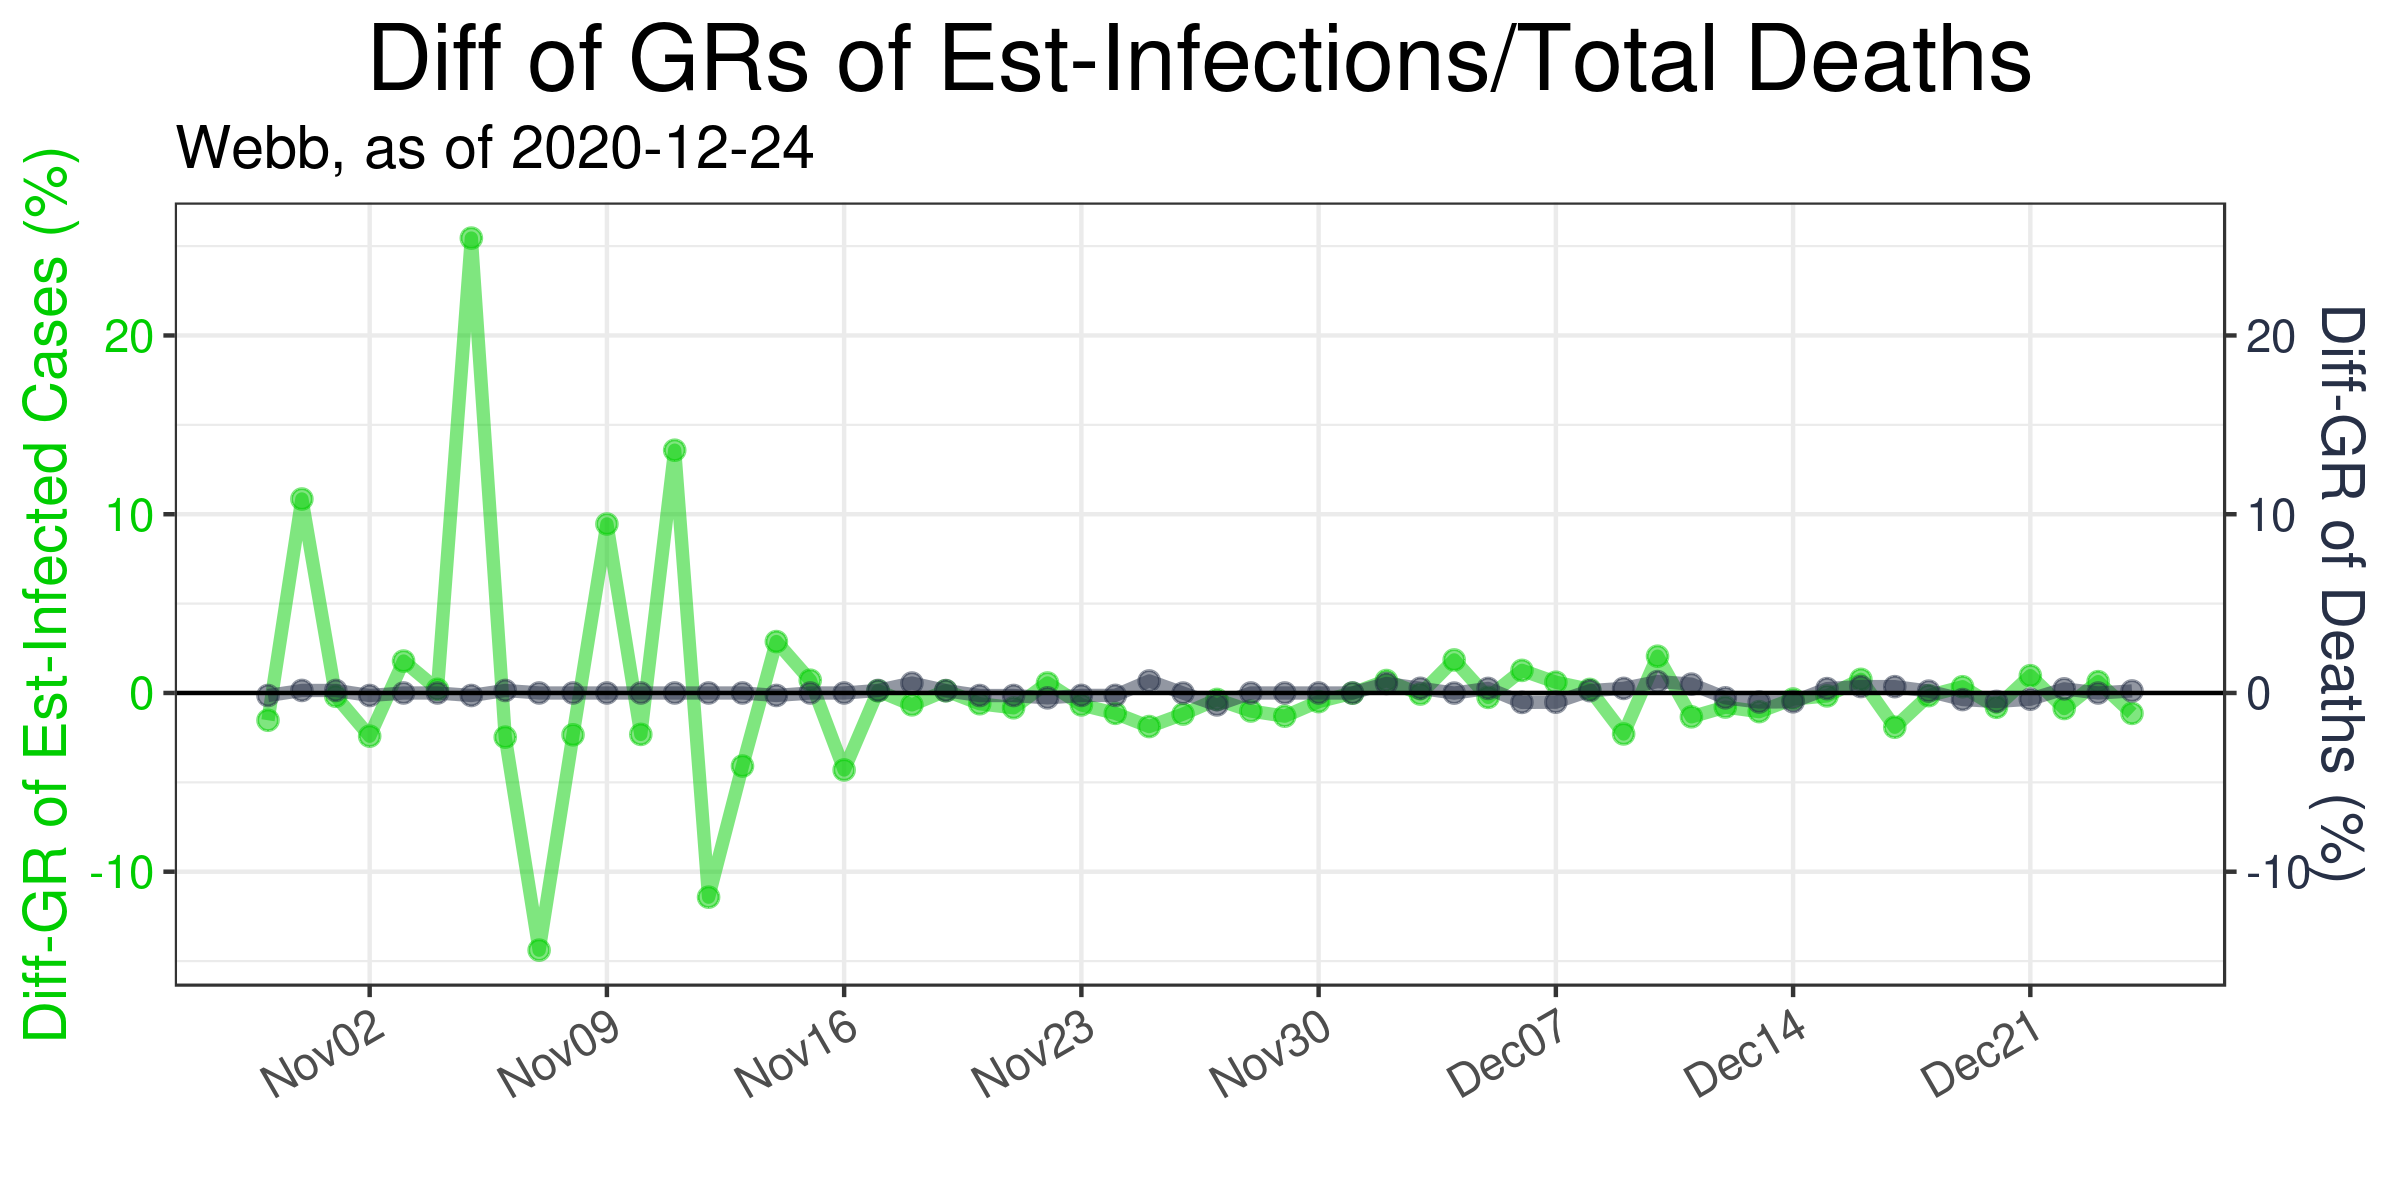 Diff of GRs of Est-Infections/Total Deaths
Webb, as of 2020-12-24
Diff-GR of Est-Infected Cases (%)
20
10
0
-10
20
10
0
-10
Diff-GR of Deaths (%)
Nov02
Nov09
Nov16
Nov23
Nov30
Dec07
Dec14
Dec21